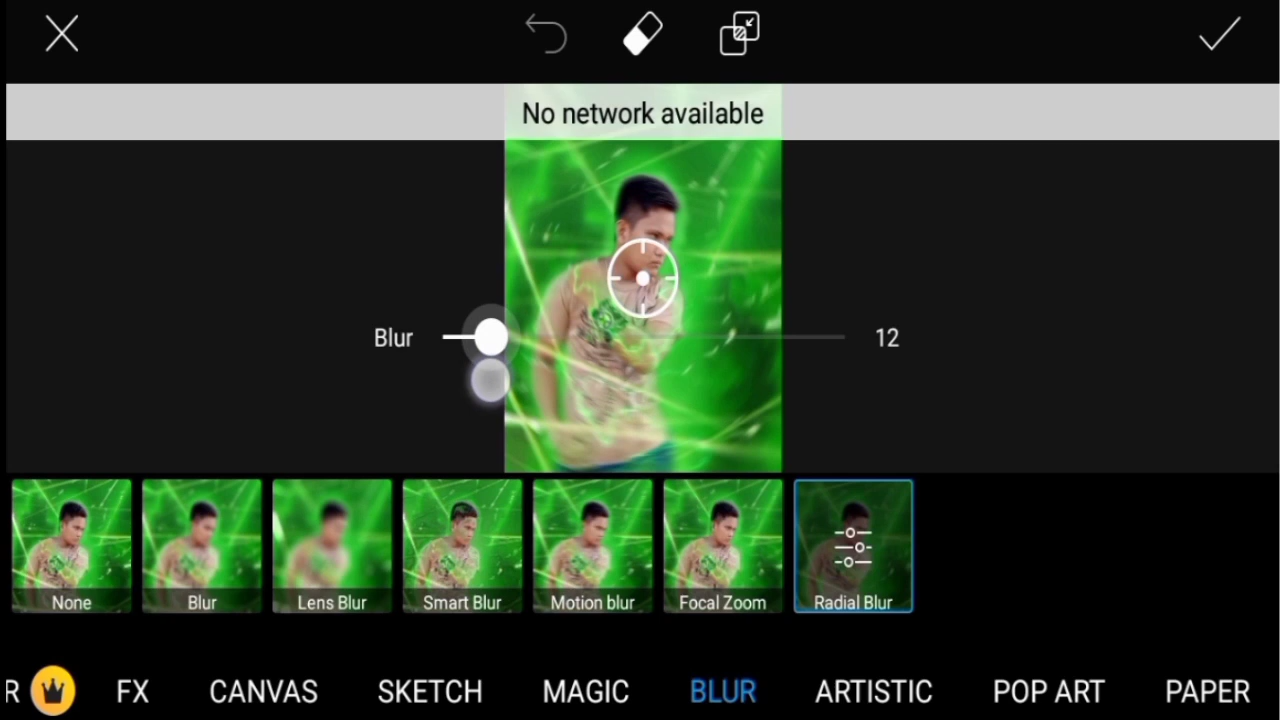 No network available
Blur 12
None Blur Lens Blur Smart Blur Motion blur Focal Zoom Radial Blur
R FX CANVAS SKETCH MAGIC BLUR ARTISTIC POP ART PAPER